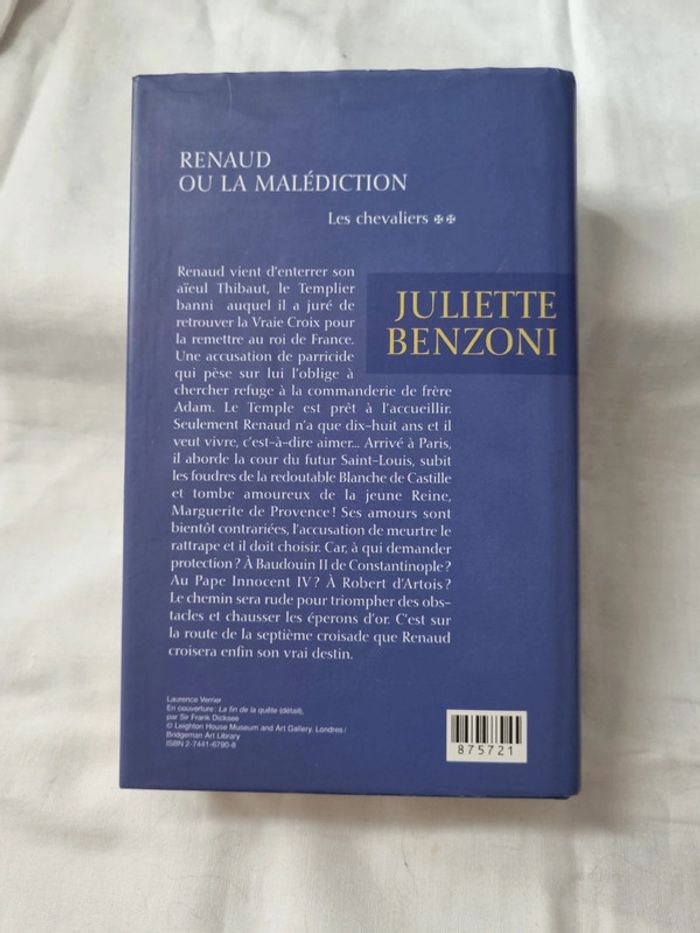 RENAUD
OU LA MALÉDICTION
Les chevaliers ✠✠
Renaud vient d'enterrer son
aïeul Thibaut, le Templier
banni auquel il a juré de
retrouver la Vraie Croix pour
la remettre au roi de France.
Une accusation de parricide
qui pèse sur lui l'oblige à
chercher refuge à la commanderie de frère
Adam. Le Temple est prêt à l'accueillir.
Seulement Renaud n'a que dix-huit ans et il
veut vivre, c'est-à-dire aimer... Arrivé à Paris,
il aborde la cour du futur Saint-Louis, subit
les foudres de la redoutable Blanche de Castille
et tombe amoureux de la jeune Reine,
Marguerite de Provence ! Ses amours sont
bientôt contrariées, l'accusation de meurtre le
rattrape et il doit choisir. Car, à qui demander
protection ? À Baudouin II de Constantinople ?
Au Pape Innocent IV ? À Robert d'Artois ?
Le chemin sera rude pour triompher des obs-
tacles et chausser les éperons d'or. C'est sur
la route de la septième croisade que Renaud
croisera enfin son vrai destin.
JULIETTE
BENZONI
Laurence Verrier
En couverture : La fin de la quête (détail),
par Sir Frank Dicksee
© Leighton House Museum and Art Gallery, Londres /
Bridgeman Art Library
ISBN 2-7441-6790-8
875721